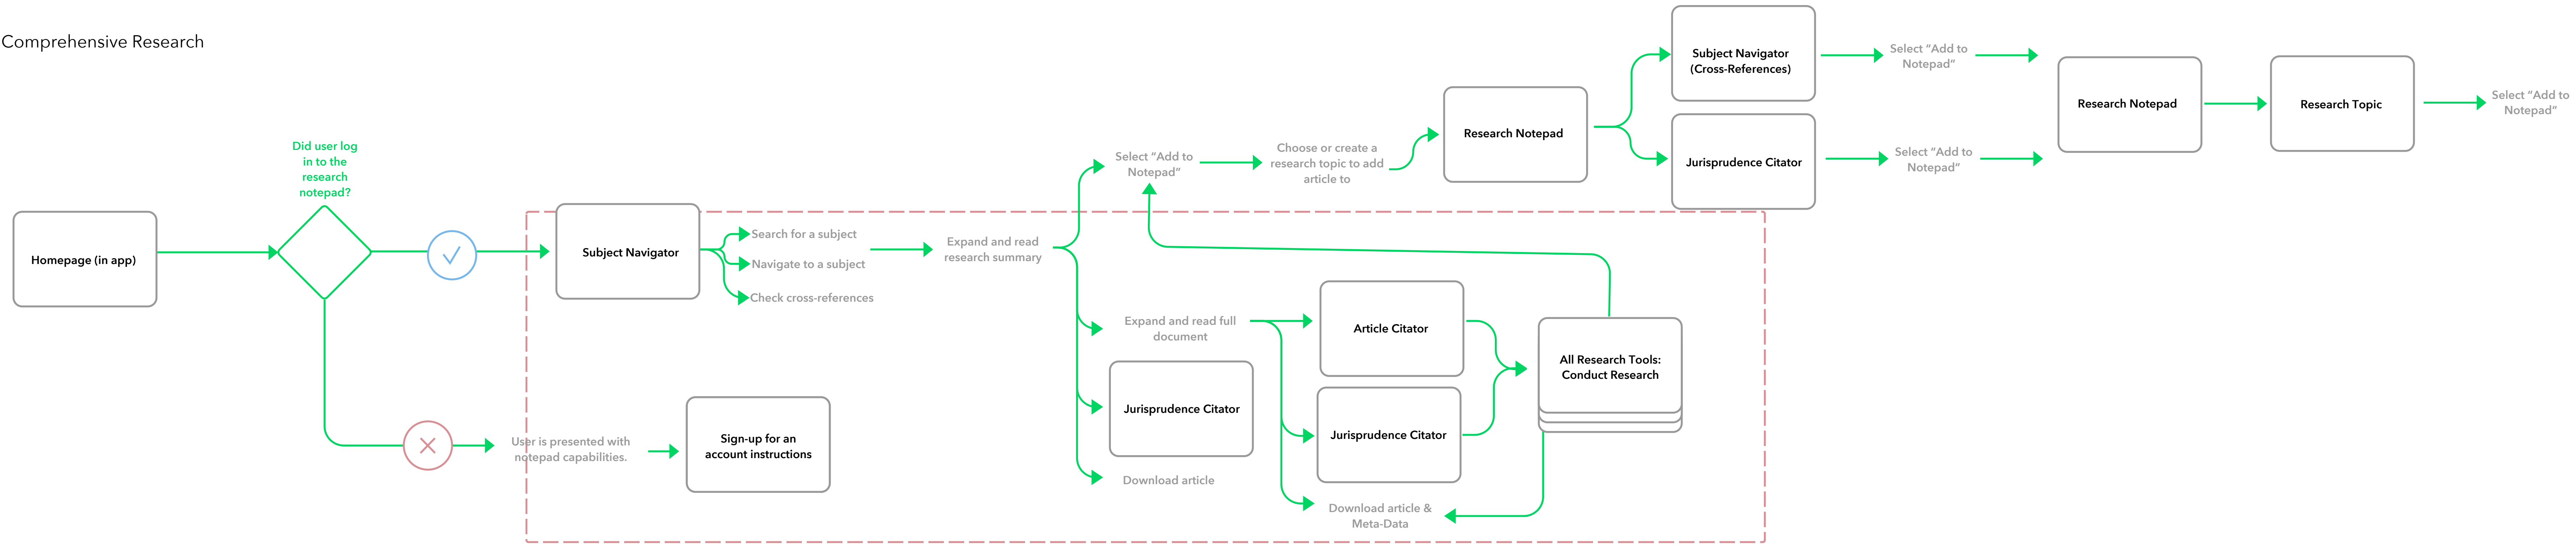 Comprehensive Research
Homepage (in app)
Did user log
in to the
research
notepad?
Subject Navigator
Search for a subject
Navigate to a subject
Check cross-references
User is presented with
notepad capabilities.
Sign-up for an
account instructions
Expand and read
research summary
Select “Add to
Notepad”
Choose or create a
research topic to add
article to
Research Notepad
Subject Navigator
(Cross-References)
Select “Add to
Notepad”
Jurisprudence Citator
Select “Add to
Notepad”
Research Notepad
Research Topic
Select “Add to
Notepad”
Expand and read full
document
Article Citator
Jurisprudence Citator
Jurisprudence Citator
All Research Tools:
Conduct Research
Download article
Download article &
Meta-Data